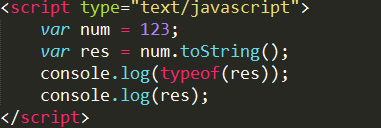 <script type="text/javascript">
    var num = 123;
    var res = num.toString();
    console.log(typeof(res));
    console.log(res);
</script>